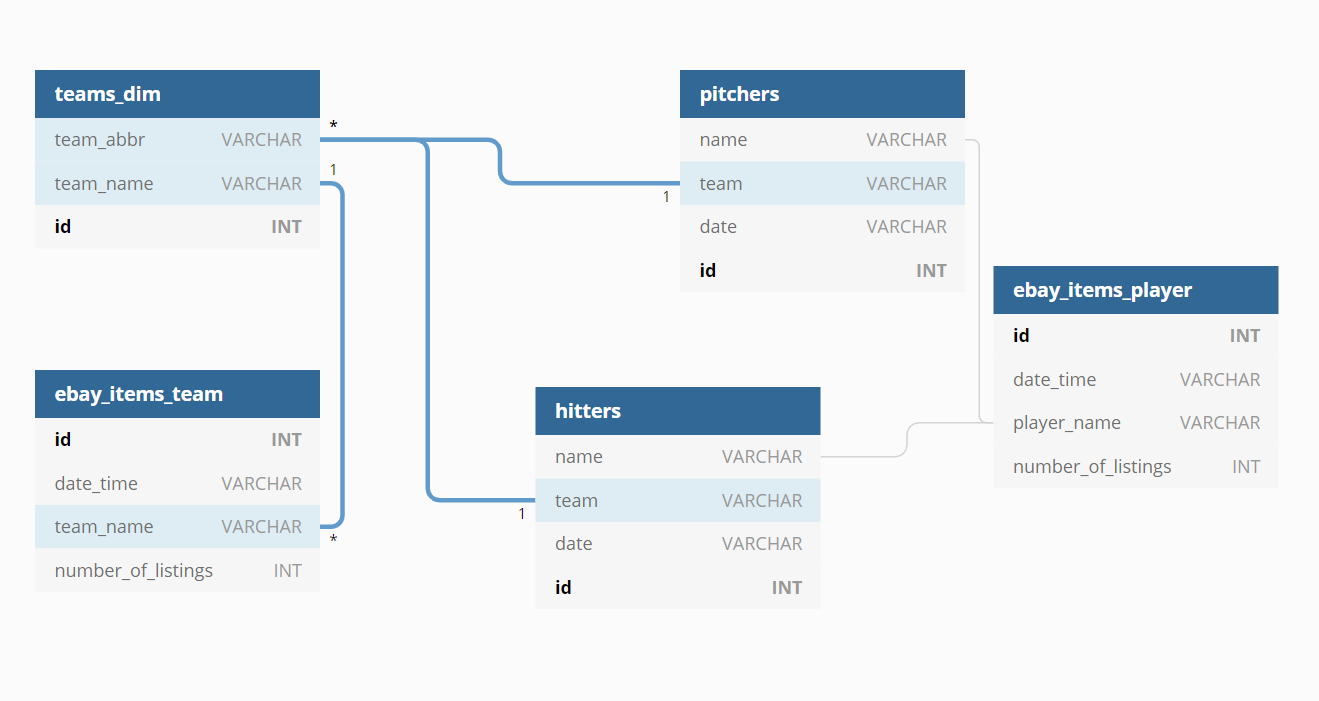 teams_dim
team_abbr VARCHAR
*
team_name VARCHAR
1
id INT
pitchers
name VARCHAR
team VARCHAR
1
date VARCHAR
id INT
ebay_items_player
id INT
date_time VARCHAR
player_name VARCHAR
number_of_listings INT
ebay_items_team
id INT
date_time VARCHAR
team_name VARCHAR
*
number_of_listings INT
hitters
name VARCHAR
team VARCHAR
1
date VARCHAR
id INT